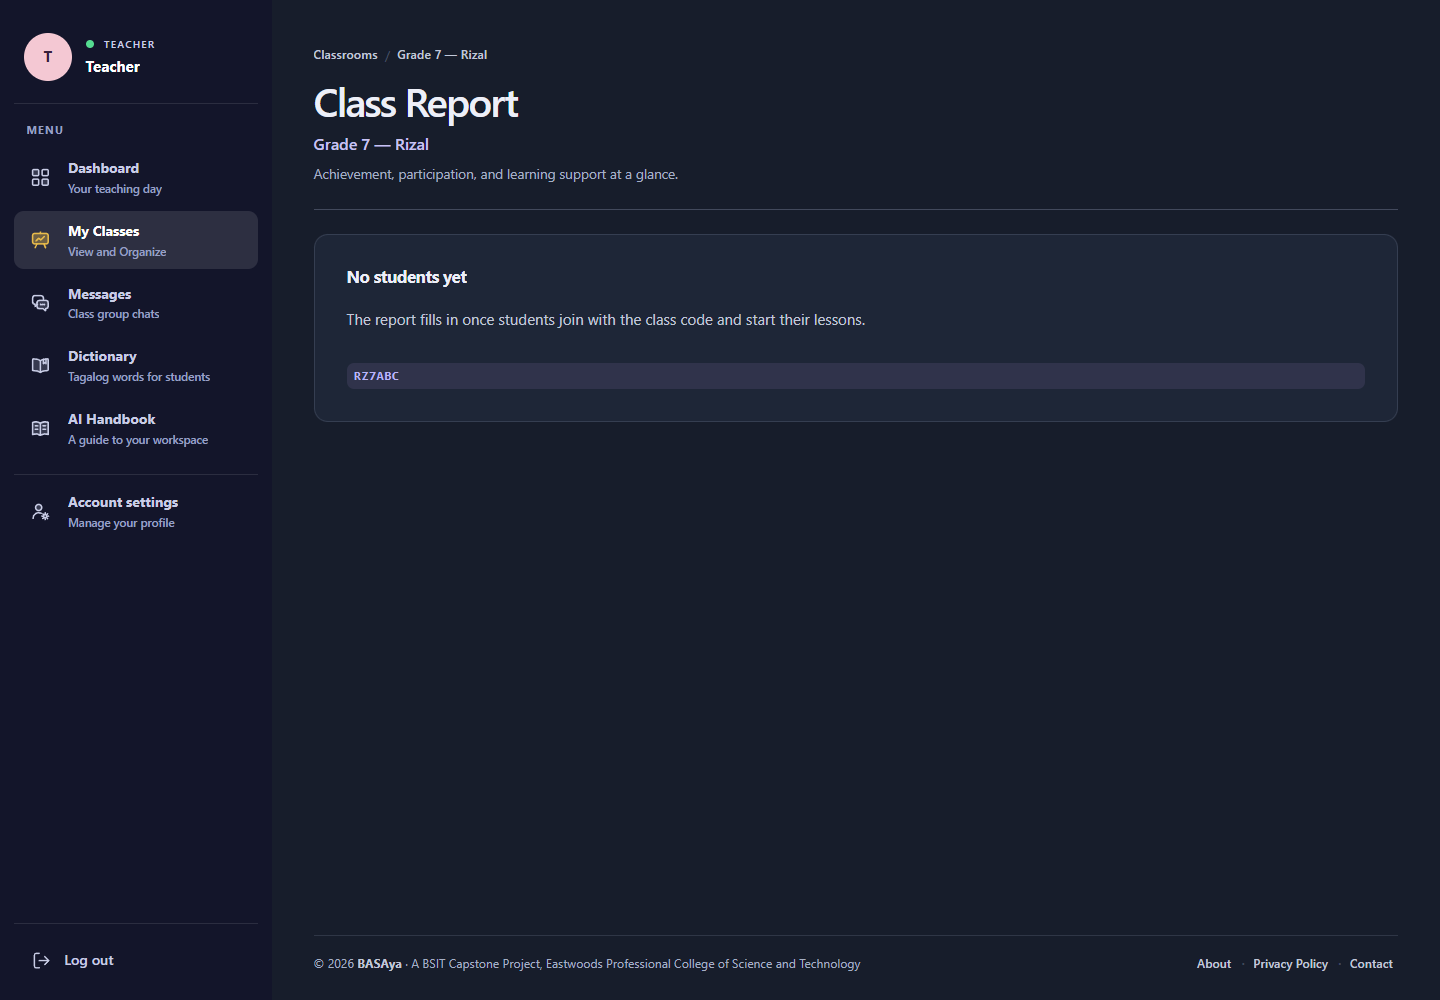 T
TEACHER
Teacher
MENU
Dashboard
Your teaching day
My Classes
View and Organize
Messages
Class group chats
Dictionary
Tagalog words for students
AI Handbook
A guide to your workspace
Account settings
Manage your profile
Log out
Classrooms / Grade 7 — Rizal
Class Report
Grade 7 — Rizal
Achievement, participation, and learning support at a glance.
No students yet
The report fills in once students join with the class code and start their lessons.
RZ7ABC
© 2026 BASAya · A BSIT Capstone Project, Eastwoods Professional College of Science and Technology
About · Privacy Policy · Contact